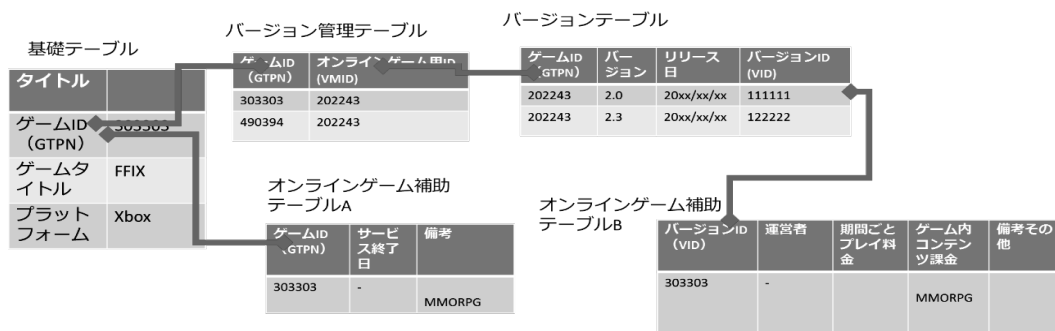 基礎テーブル
タイトル
ゲームID
（GTPN）
303303
ゲームタ
イトル
FFIX
プラット
フォーム
Xbox
バージョン管理テーブル
ゲームID
（GTPN）
オンラインゲーム用ID
(VMID)
303303
202243
490394
202243
バージョンテーブル
ゲームID
（GTPN）
バー
ジョン
リリース
日
バージョンID
(VID)
202243
2.0
20xx/xx/xx
111111
202243
2.3
20xx/xx/xx
122222
オンラインゲーム補助
テーブルA
ゲームID
（GTPN）
サービ
ス終了
日
備考
303303
-
MMORPG
オンラインゲーム補助
テーブルB
バージョンID
（VID）
運営者
期間ごと
プレイ料
金
ゲーム内
コンテン
ツ課金
備考その
他
303303
-
MMORPG